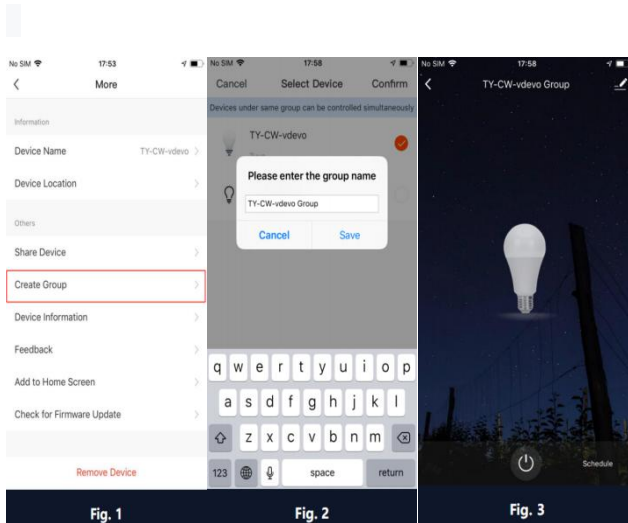 No SIM 17:53
More
Information
Device Name TY-CW-vdevo
Device Location
Others
Share Device
Create Group
Device Information
Feedback
Add to Home Screen
Check for Firmware Update
Remove Device
Fig. 1
No SIM 17:58
Cancel Select Device Confirm
Devices under same group can be controlled simultaneously
TY-CW-vdevo
Please enter the group name
TY-CW-vdevo Group
Cancel Save
q w e r t y u i o p
a s d f g h j k l
z x c v b n m
123 space return
Fig. 2
No SIM 17:58
TY-CW-vdevo Group
Schedule
Fig. 3